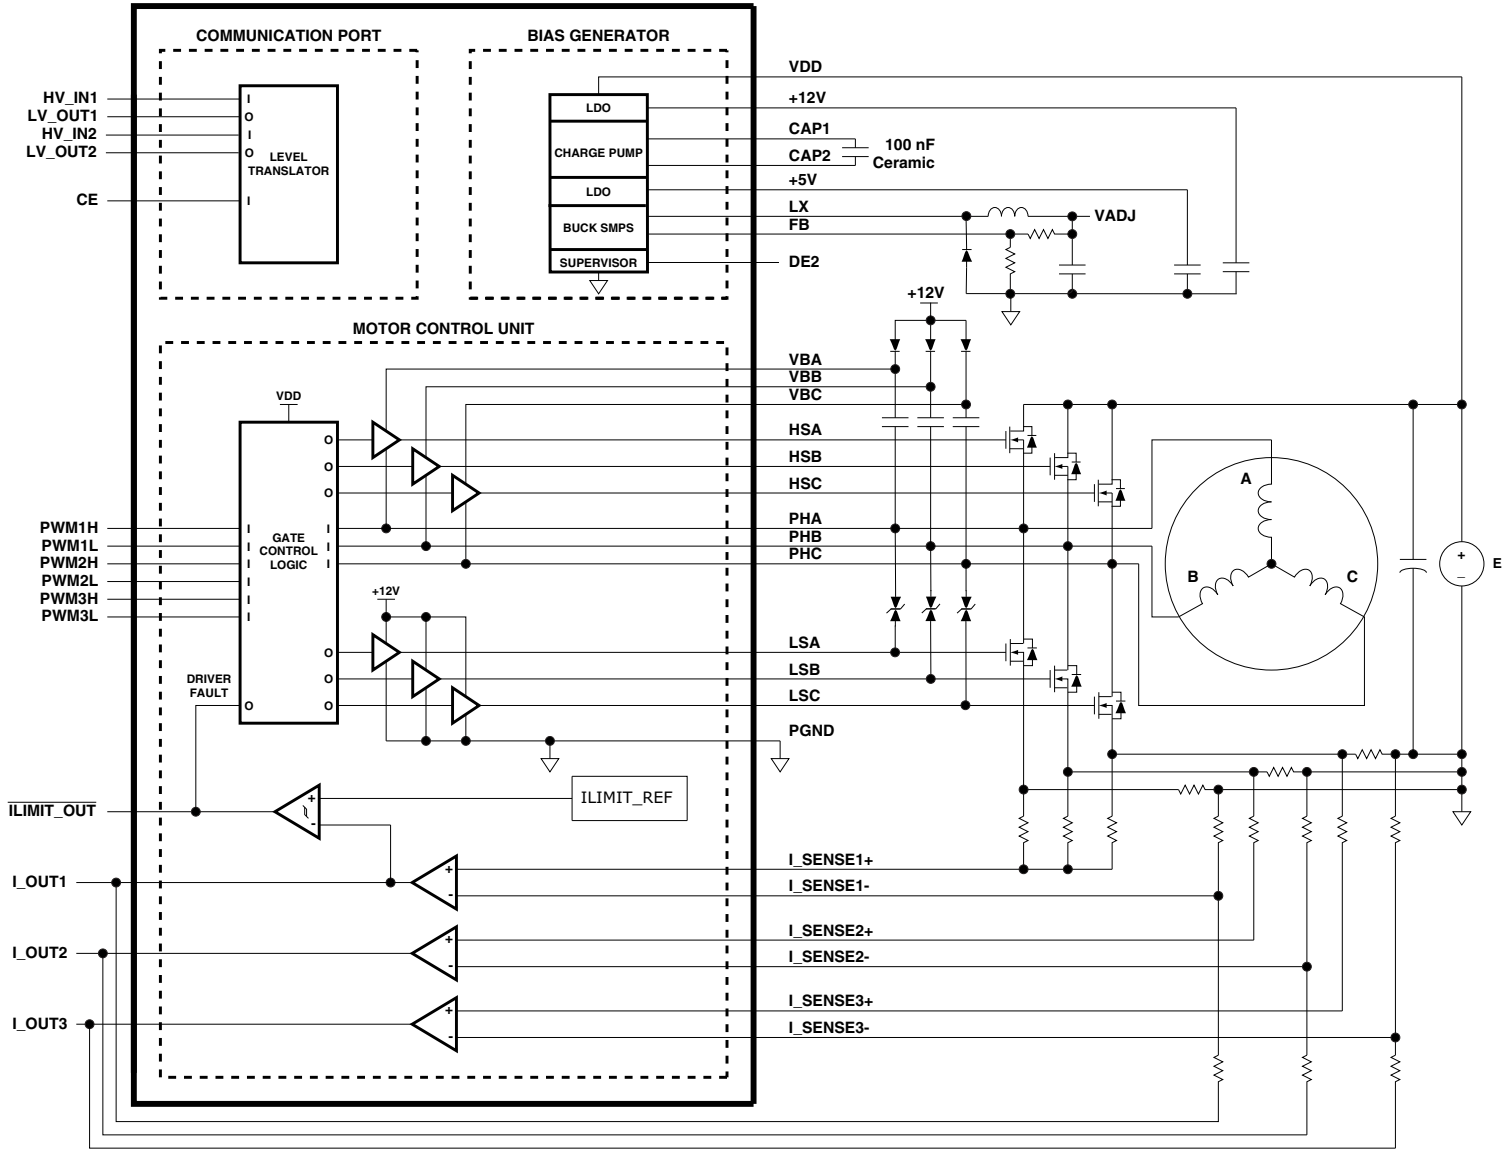 COMMUNICATION PORT
BIAS GENERATOR
HV_IN1
LV_OUT1
HV_IN2
LV_OUT2
CE
I
O
I
O
I
LEVEL
TRANSLATOR
LDO
CHARGE PUMP
LDO
BUCK SMPS
SUPERVISOR
VDD
+12V
CAP1
CAP2
100 nF
Ceramic
+5V
LX
FB
VADJ
DE2
+12V
MOTOR CONTROL UNIT
VDD
VBA
VBB
VBC
HSA
HSB
HSC
PHA
PHB
PHC
LSA
LSB
LSC
PGND
O
O
O
I
I
I
O
O
O
PWM1H
PWM1L
PWM2H
PWM2L
PWM3H
PWM3L
I
I
I
I
I
I
GATE
CONTROL
LOGIC
+12V
DRIVER
FAULT
O
A
B
C
+
_
E
ILIMIT_OUT
+
-
ILIMIT_REF
I_OUT1
+
-
I_SENSE1+
I_SENSE1-
I_OUT2
+
-
I_SENSE2+
I_SENSE2-
I_OUT3
+
-
I_SENSE3+
I_SENSE3-